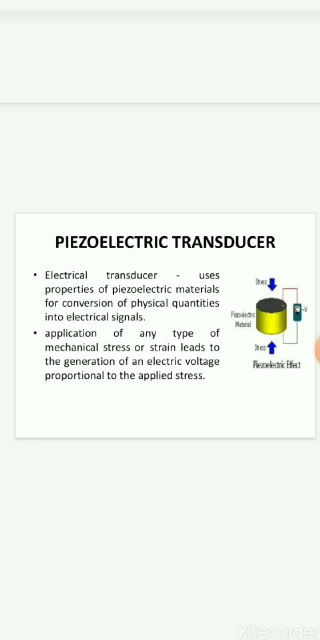 PIEZOELECTRIC TRANSDUCER
• Electrical transducer - uses
properties of piezoelectric materials
for conversion of physical quantities
into electrical signals.
• application of any type of
mechanical stress or strain leads to
the generation of an electric voltage
proportional to the applied stress.
Stress
Piezoelectric
Material
-V
Stress
Piezoelectric Effect
XRecorder